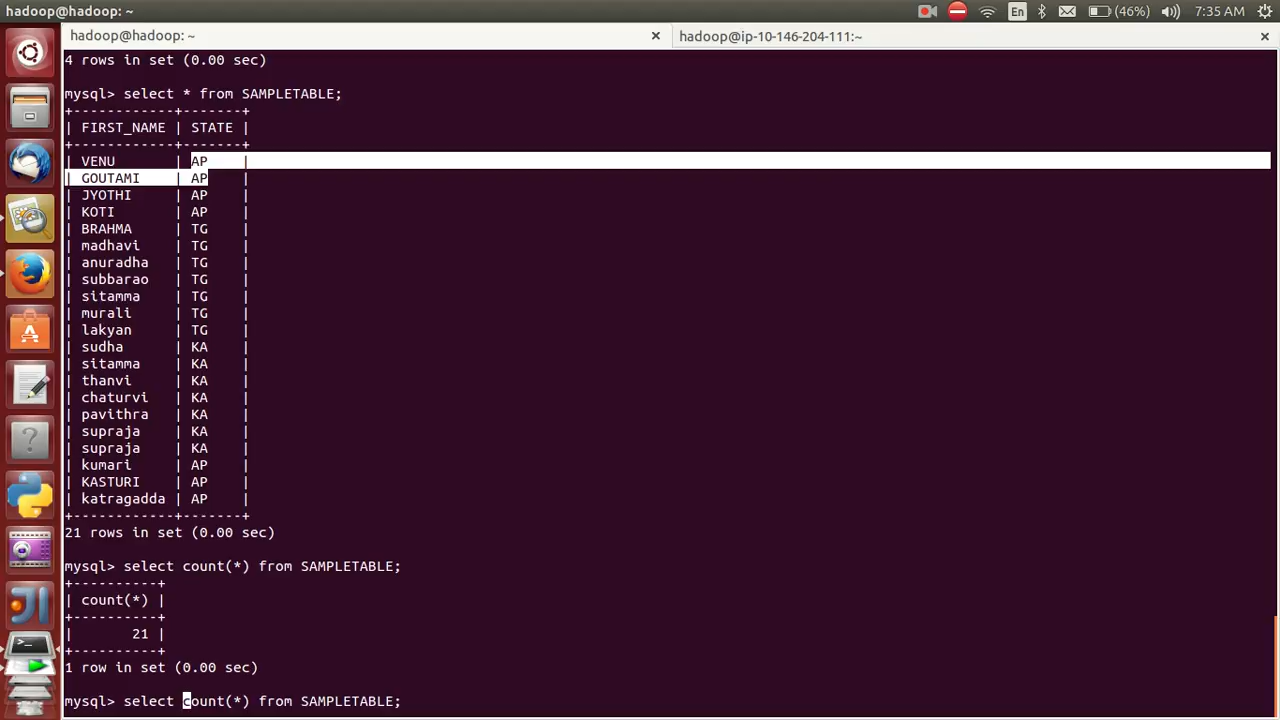 hadoop@hadoop: ~
En
(46%)
7:35 AM
hadoop@hadoop: ~
hadoop@ip-10-146-204-111:~
4 rows in set (0.00 sec)
mysql> select * from SAMPLETABLE;
+------------+-------+
| FIRST_NAME | STATE |
+------------+-------+
| VENU       | AP    |
| GOUTAMI    | AP    |
| JYOTHI     | AP    |
| KOTI       | AP    |
| BRAHMA     | TG    |
| madhavi    | TG    |
| anuradha   | TG    |
| subbarao   | TG    |
| sitamma    | TG    |
| murali     | TG    |
| lakyan     | TG    |
| sudha      | KA    |
| sitamma    | KA    |
| thanvi     | KA    |
| chaturvi   | KA    |
| pavithra   | KA    |
| supraja    | KA    |
| supraja    | KA    |
| kumari     | AP    |
| KASTURI    | AP    |
| katragadda | AP    |
+------------+-------+
21 rows in set (0.00 sec)
mysql> select count(*) from SAMPLETABLE;
+----------+
| count(*) |
+----------+
|       21 |
+----------+
1 row in set (0.00 sec)
mysql> select count(*) from SAMPLETABLE;